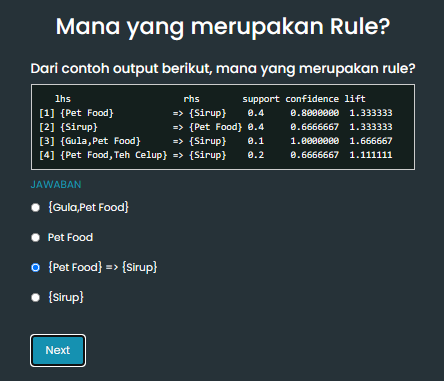 Mana yang merupakan Rule?
Dari contoh output berikut, mana yang merupakan rule?
lhs rhs support confidence lift
[1] {Pet Food} => {Sirup} 0.4 0.8000000 1.333333
[2] {Sirup} => {Pet Food} 0.4 0.6666667 1.333333
[3] {Gula,Pet Food} => {Sirup} 0.1 1.0000000 1.666667
[4] {Pet Food,Teh Celup} => {Sirup} 0.2 0.6666667 1.111111
JAWABAN
{Gula,Pet Food}
Pet Food
{Pet Food} => {Sirup}
{Sirup}
Next